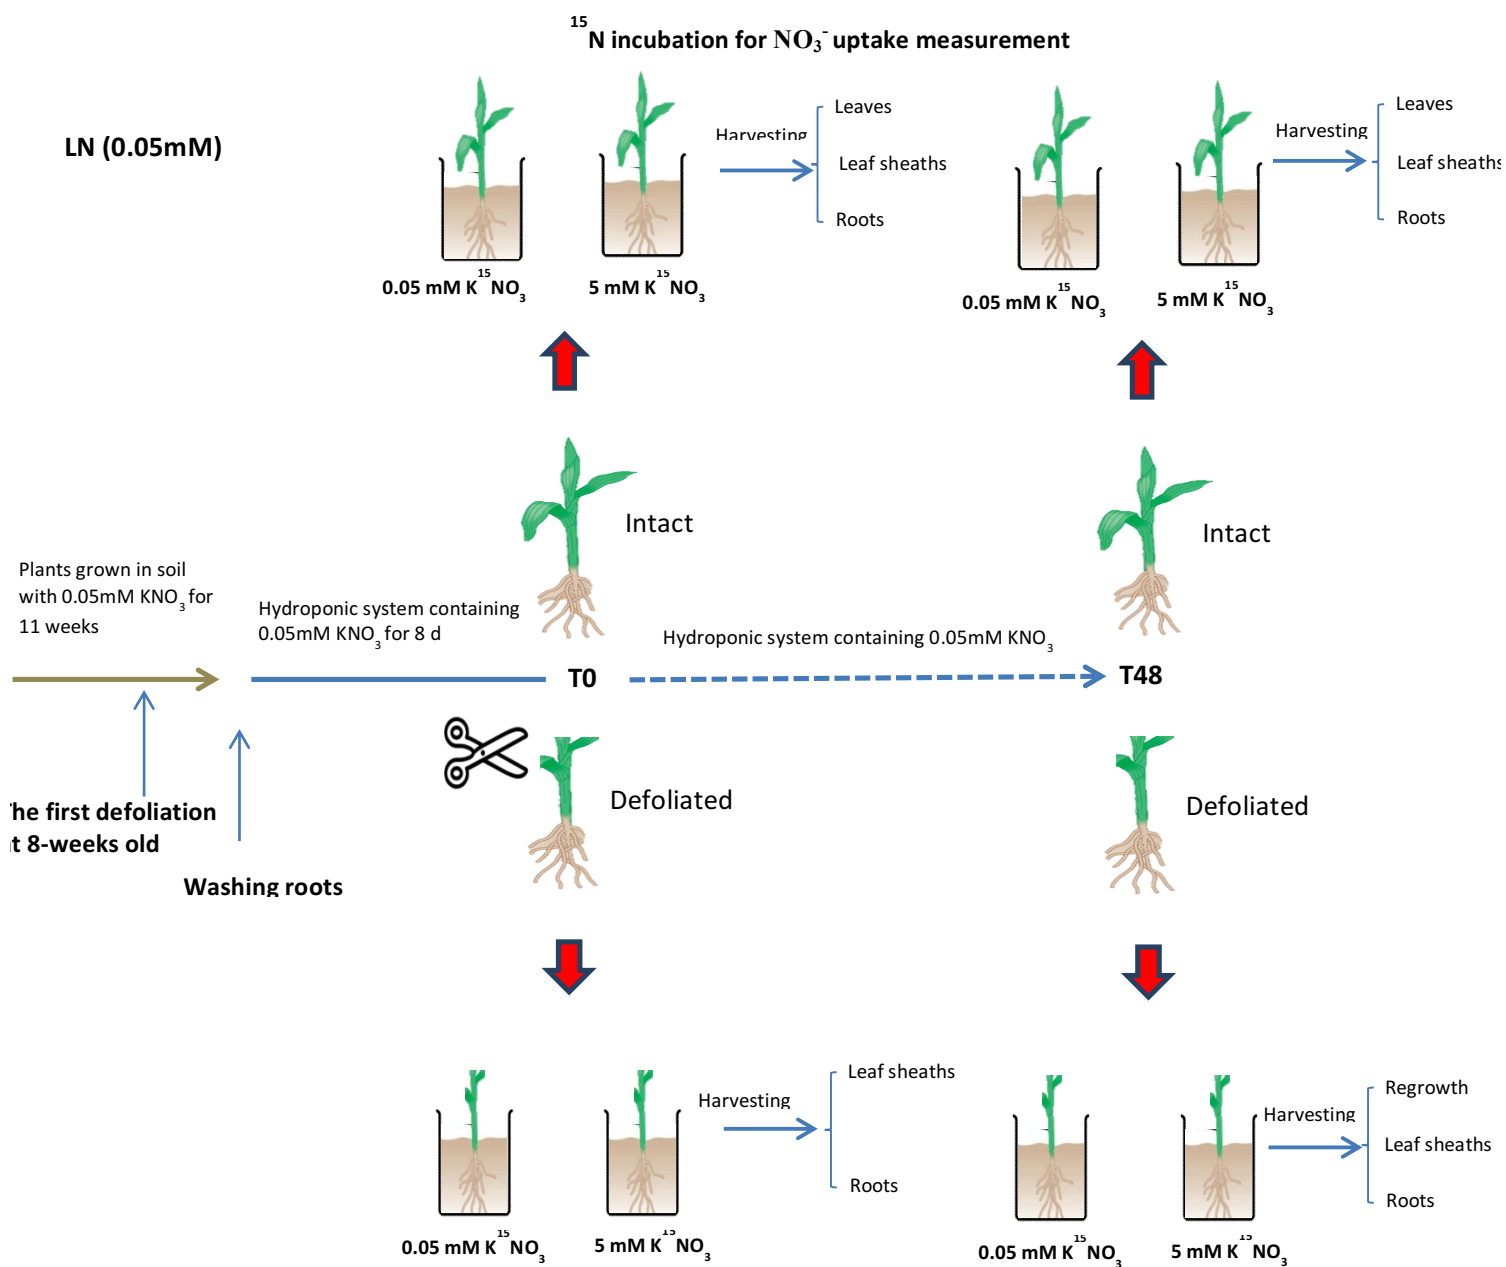 15N incubation for NO3- uptake measurement
LN (0.05mM)
Harvesting
Leaves
Leaf sheaths
Roots
0.05 mM K15NO3
5 mM K15NO3
Harvesting
Leaves
Leaf sheaths
Roots
0.05 mM K15NO3
5 mM K15NO3
Intact
Intact
Plants grown in soil
with 0.05mM KNO3 for
11 weeks
Hydroponic system containing
0.05mM KNO3 for 8 d
Hydroponic system containing 0.05mM KNO3
T0
T48
Defoliated
Defoliated
The first defoliation
at 8-weeks old
Washing roots
Harvesting
Leaf sheaths
Roots
0.05 mM K15NO3
5 mM K15NO3
Harvesting
Regrowth
Leaf sheaths
Roots
0.05 mM K15NO3
5 mM K15NO3